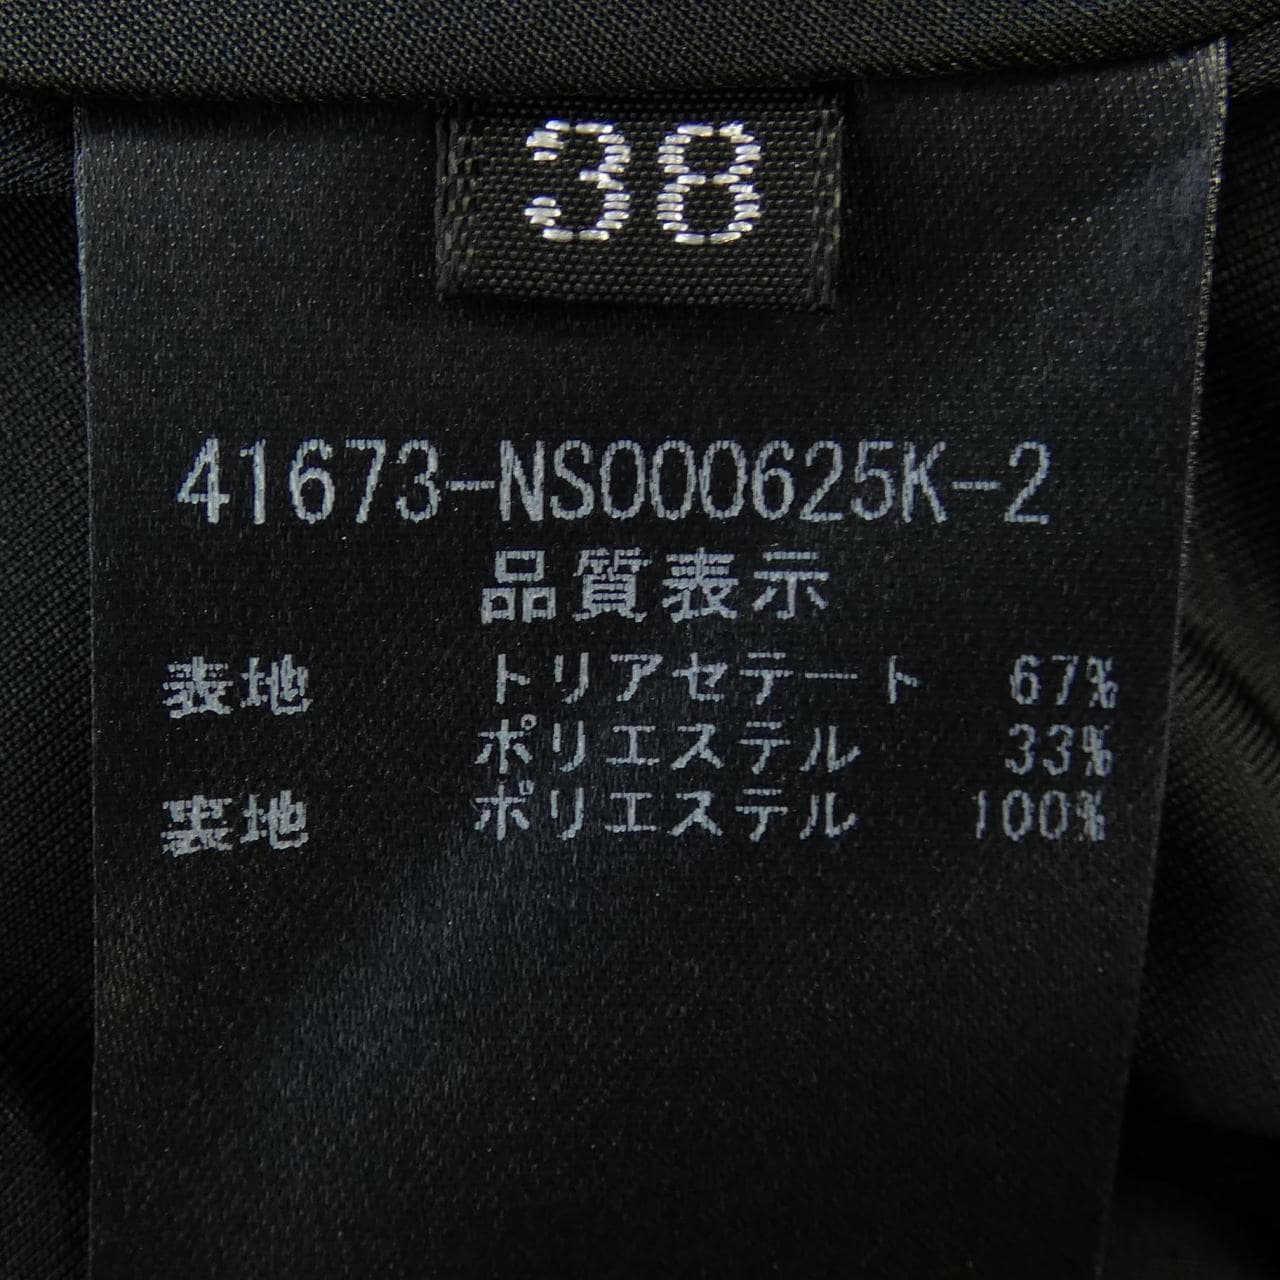 38
41673-NS000625K-2
品質表示
表地 トリアセテート 67%
ポリエステル 33%
裏地 ポリエステル 100%